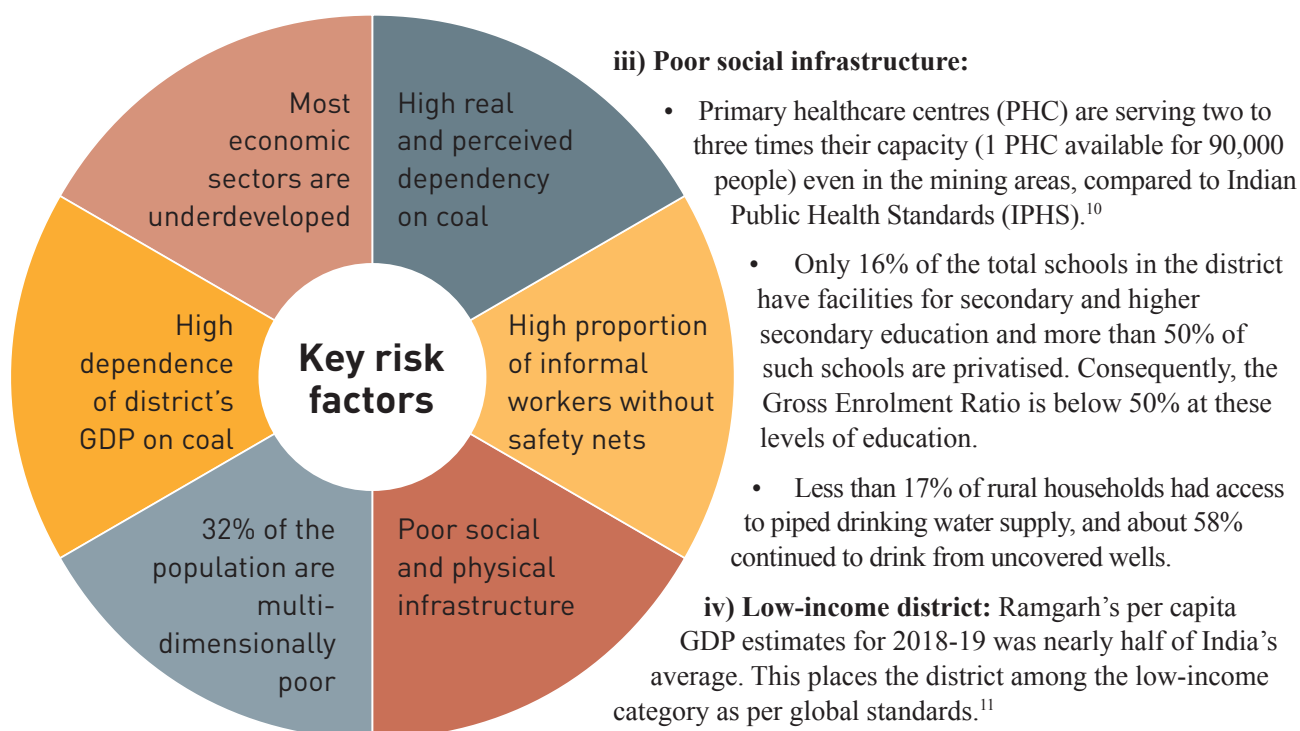 Most
economic
sectors are
underdeveloped
High real
and perceived
dependency
on coal
High
dependence
of district's
GDP on coal
Key risk
factors
High proportion
of informal
workers without
safety nets
32% of the
population are
multi-
dimensionally
poor
Poor social
and physical
infrastructure
iii) Poor social infrastructure:
• Primary healthcare centres (PHC) are serving two to
three times their capacity (1 PHC available for 90,000
people) even in the mining areas, compared to Indian
Public Health Standards (IPHS).10
• Only 16% of the total schools in the district
have facilities for secondary and higher
secondary education and more than 50% of
such schools are privatised. Consequently, the
Gross Enrolment Ratio is below 50% at these
levels of education.
• Less than 17% of rural households had access
to piped drinking water supply, and about 58%
continued to drink from uncovered wells.
iv) Low-income district: Ramgarh's per capita
GDP estimates for 2018-19 was nearly half of India's
average. This places the district among the low-income
category as per global standards.11